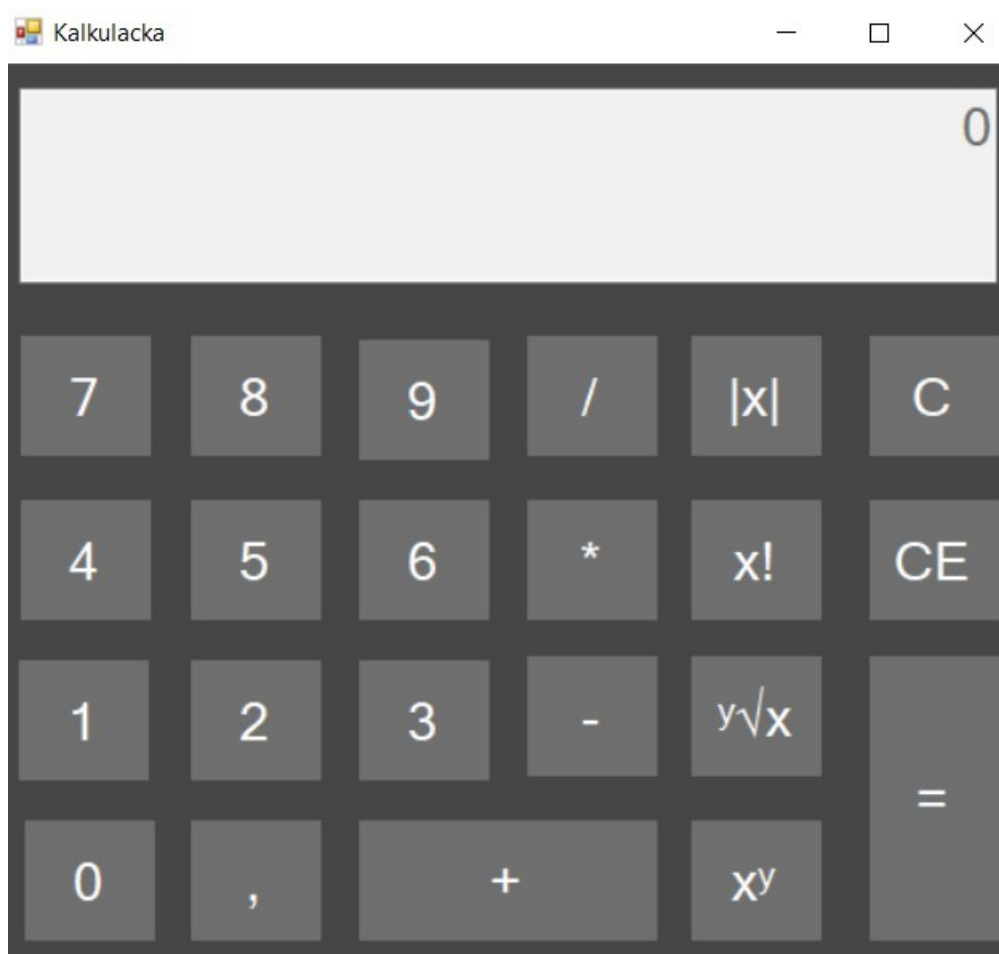 Kalkulacka
0
7 8 9 / |x| C
4 5 6 * x! CE
1 2 3 - ʸ√x =
0 , + xʸ